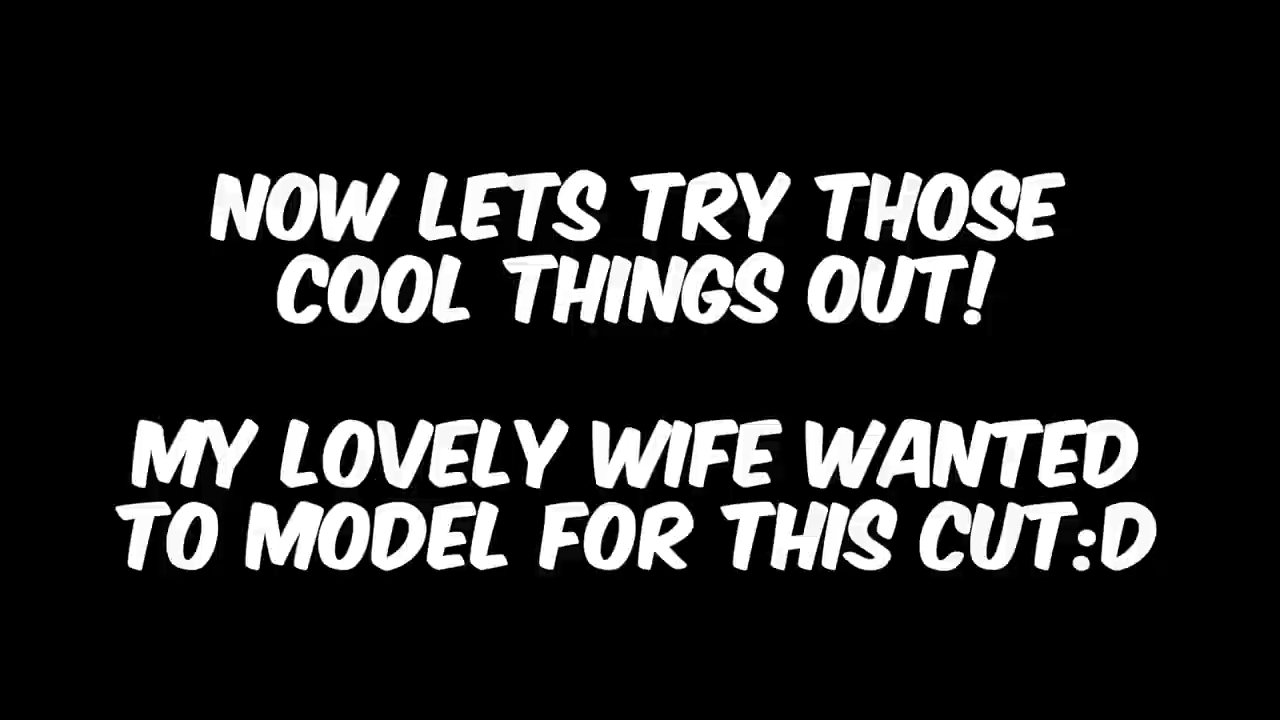 NOW LETS TRY THOSE
COOL THINGS OUT!
MY LOVELY WIFE WANTED
TO MODEL FOR THIS CUT:D